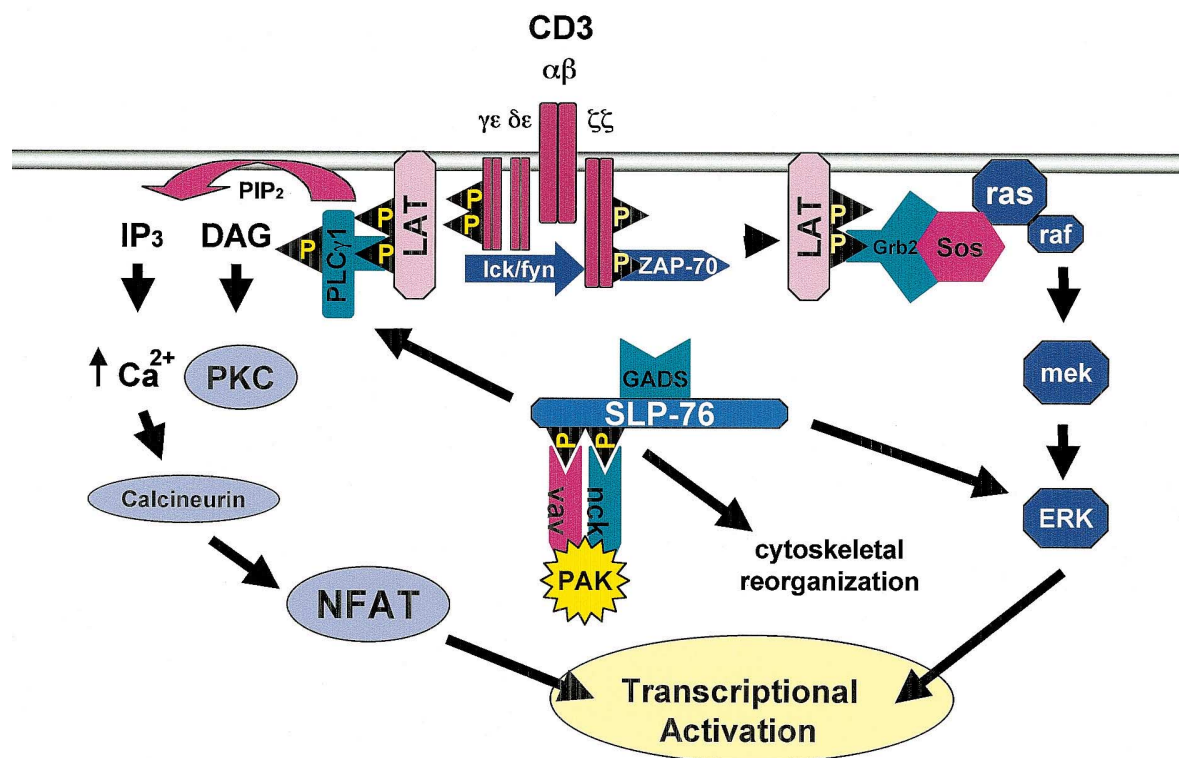 CD3
αβ
γε δε
ζζ
PIP2
IP3
DAG
P
PLCγ1
P
P
LAT
P
P
lck/fyn
P
P
ZAP-70
LAT
P
P
Grb2
Sos
ras
raf
↑ Ca2+
PKC
GADS
SLP-76
mek
P
P
vav
nck
PAK
Calcineurin
cytoskeletal
reorganization
ERK
NFAT
Transcriptional
Activation